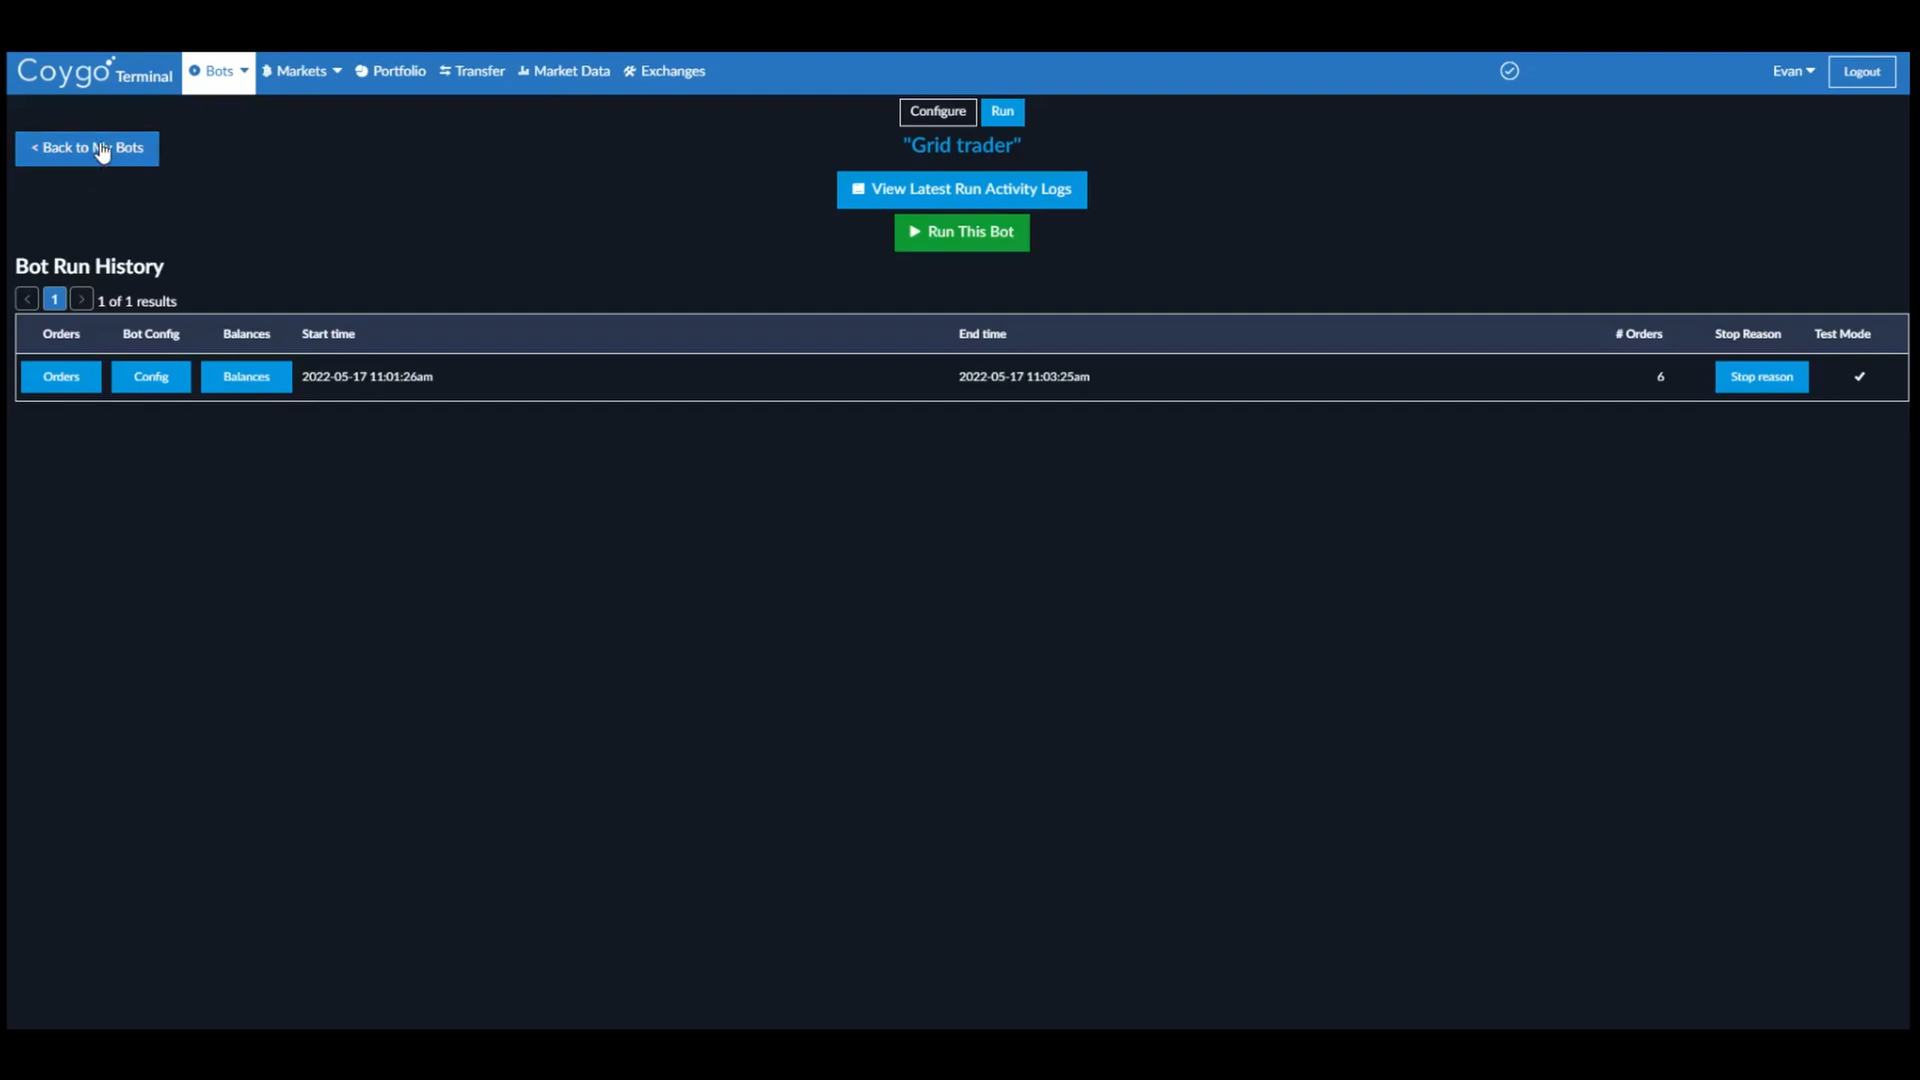 Coygo Terminal Bots Markets Portfolio Transfer Market Data Exchanges Evan Logout
Configure Run
< Back to My Bots
"Grid trader"
View Latest Run Activity Logs
Run This Bot
Bot Run History
< 1 > 1 of 1 results
Orders Bot Config Balances Start time End time # Orders Stop Reason Test Mode
Orders Config Balances 2022-05-17 11:01:26am 2022-05-17 11:03:25am 6 Stop reason